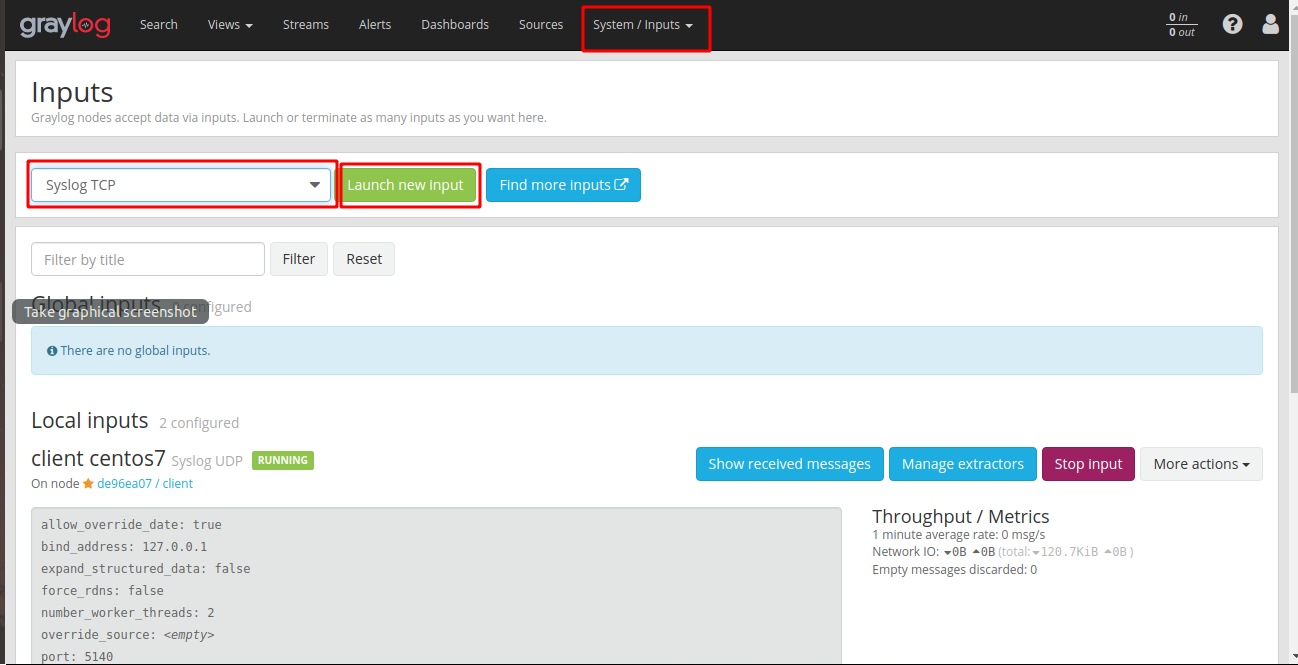 graylog Search Views Streams Alerts Dashboards Sources System / Inputs 0 in
0 out
Inputs
Graylog nodes accept data via inputs. Launch or terminate as many inputs as you want here.
Syslog TCP Launch new input Find more inputs
Filter by title Filter Reset
Global inputs configured
Take graphical screenshot
There are no global inputs.
Local inputs 2 configured
client centos7 Syslog UDP RUNNING Show received messages Manage extractors Stop input More actions
On node de96ea07 / client
allow_override_date: true
bind_address: 127.0.0.1
expand_structured_data: false
force_rdns: false
number_worker_threads: 2
override_source: <empty>
port: 5140
Throughput / Metrics
1 minute average rate: 0 msg/s
Network IO: 0B 0B (total: 120.7KiB 0B )
Empty messages discarded: 0